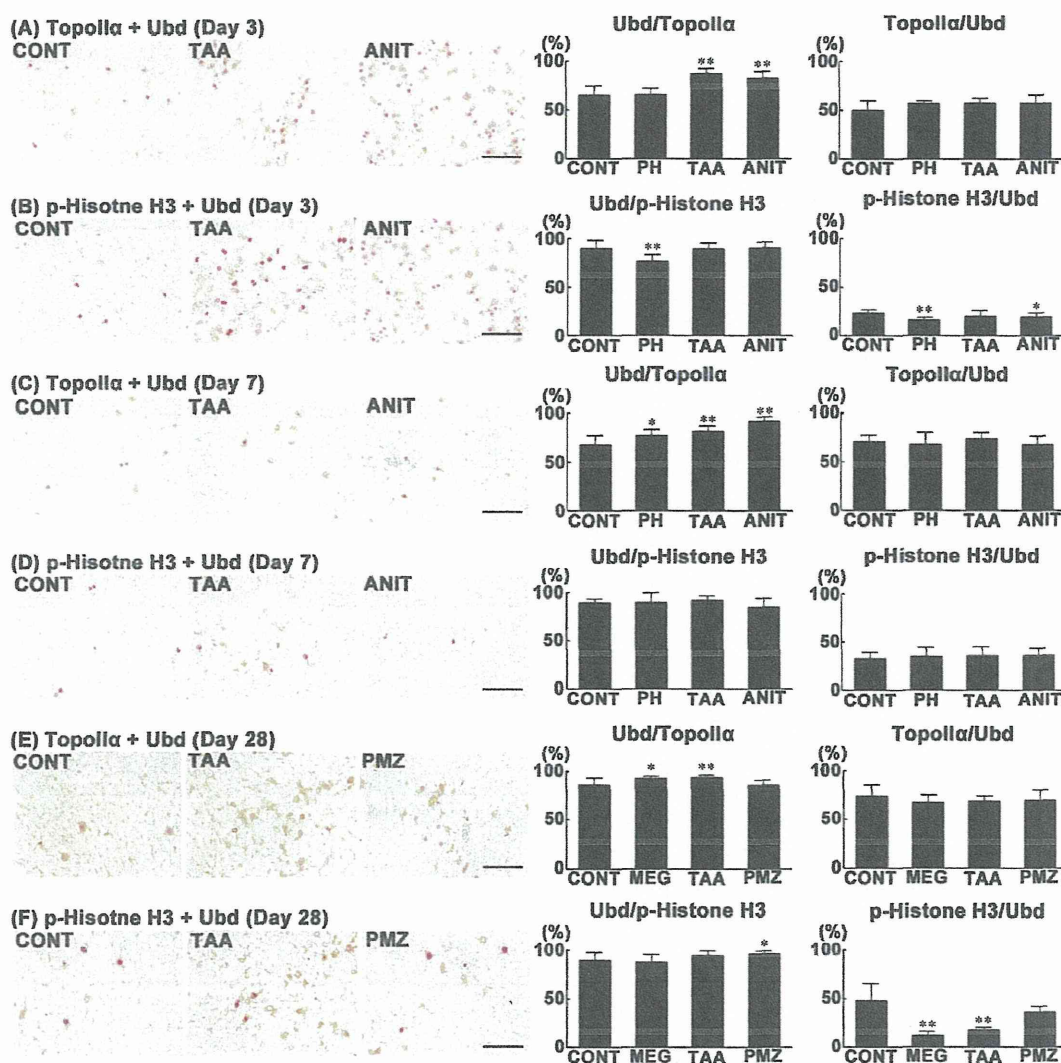 (A) TopoIIα + Ubd (Day 3)
CONT TAA ANIT
Ubd/TopoIIα
(%)
100
50
0
** **
CONT PH TAA ANIT
TopoIIα/Ubd
(%)
100
50
0
CONT PH TAA ANIT
(B) p-Hisotne H3 + Ubd (Day 3)
CONT TAA ANIT
Ubd/p-Histone H3
(%)
100
50
0
**
CONT PH TAA ANIT
p-Histone H3/Ubd
(%)
100
50
0
** *
CONT PH TAA ANIT
(C) TopoIIα + Ubd (Day 7)
CONT TAA ANIT
Ubd/TopoIIα
(%)
100
50
0
* ** **
CONT PH TAA ANIT
TopoIIα/Ubd
(%)
100
50
0
CONT PH TAA ANIT
(D) p-Hisotne H3 + Ubd (Day 7)
CONT TAA ANIT
Ubd/p-Histone H3
(%)
100
50
0
CONT PH TAA ANIT
p-Histone H3/Ubd
(%)
100
50
0
CONT PH TAA ANIT
(E) TopoIIα + Ubd (Day 28)
CONT TAA PMZ
Ubd/TopoIIα
(%)
100
50
0
* **
CONT MEG TAA PMZ
TopoIIα/Ubd
(%)
100
50
0
CONT MEG TAA PMZ
(F) p-Hisotne H3 + Ubd (Day 28)
CONT TAA PMZ
Ubd/p-Histone H3
(%)
100
50
0
*
CONT MEG TAA PMZ
p-Histone H3/Ubd
(%)
100
50
0
** **
CONT MEG TAA PMZ